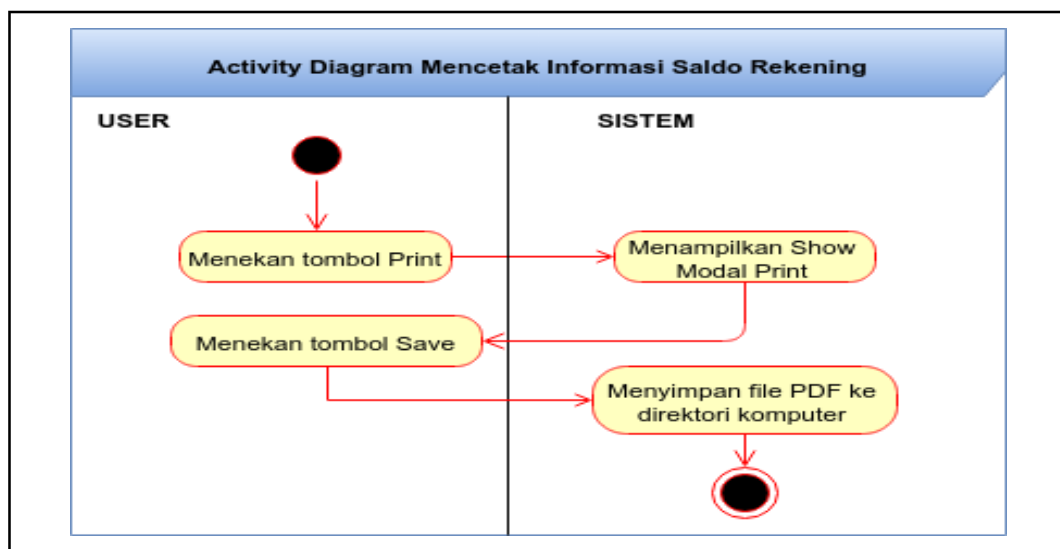 Activity Diagram Mencetak Informasi Saldo Rekening
USER
SISTEM
Menekan tombol Print
Menampilkan Show
Modal Print
Menekan tombol Save
Menyimpan file PDF ke
direktori komputer